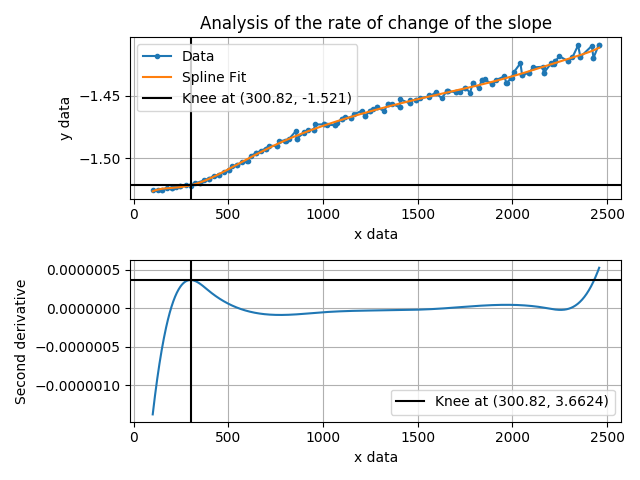 Analysis of the rate of change of the slope
Data
Spline Fit
Knee at (300.82, -1.521)
−1.45
−1.50
y data
0 500 1000 1500 2000 2500
x data
0.0000005
0.0000000
−0.0000005
−0.0000010
Second derivative
Knee at (300.82, 3.6624)
0 500 1000 1500 2000 2500
x data